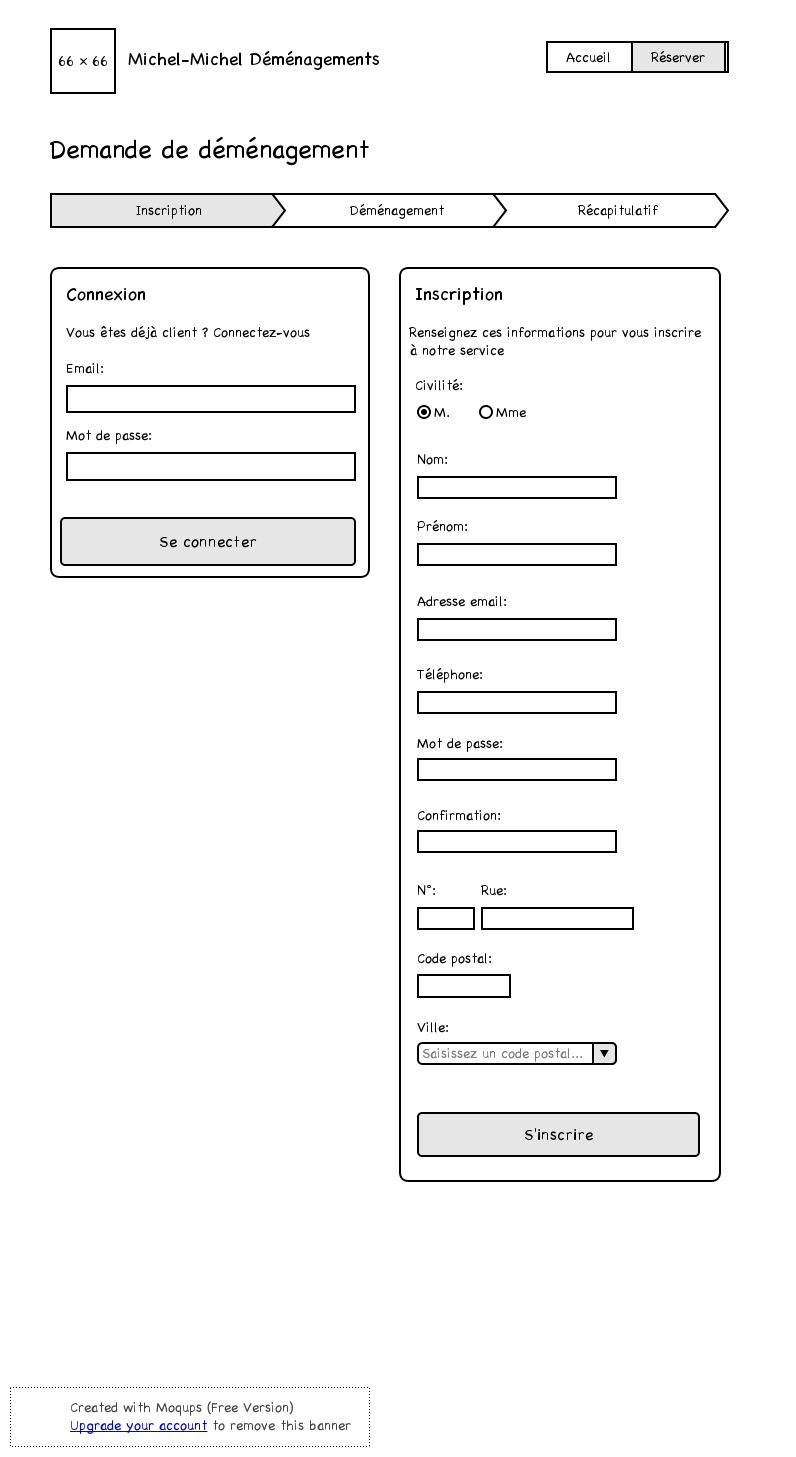 66 × 66
Michel-Michel Déménagements
Accueil
Réserver
Demande de déménagement
Inscription
Déménagement
Récapitulatif
Connexion
Vous êtes déjà client ? Connectez-vous
Email:
Mot de passe:
Se connecter
Inscription
Renseignez ces informations pour vous inscrire
à notre service
Civilité:
M.
Mme
Nom:
Prénom:
Adresse email:
Téléphone:
Mot de passe:
Confirmation:
N°:
Rue:
Code postal:
Ville:
Saisissez un code postal...
S'inscrire
Created with Moqups (Free Version)
Upgrade your account to remove this banner